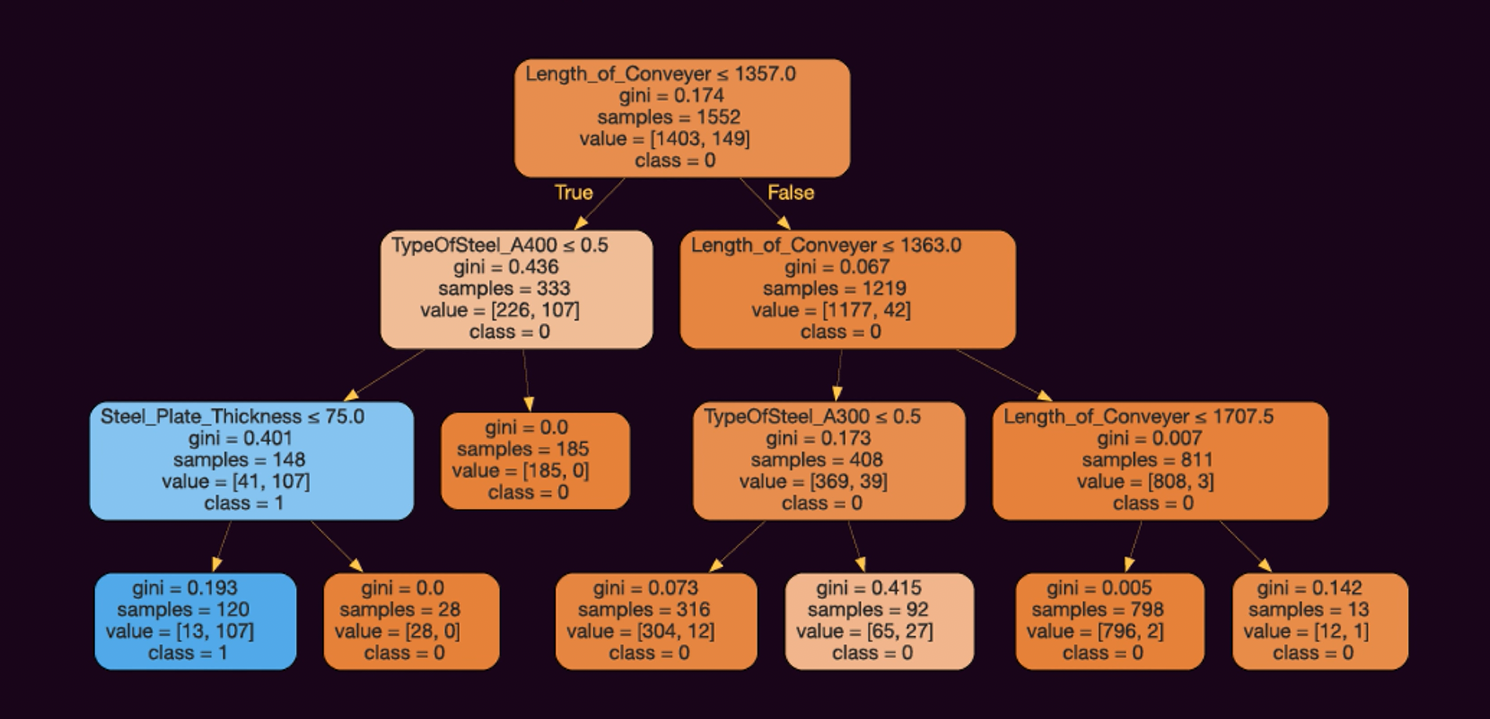 Length_of_Conveyer ≤ 1357.0
gini = 0.174
samples = 1552
value = [1403, 149]
class = 0
True
False
TypeOfSteel_A400 ≤ 0.5
gini = 0.436
samples = 333
value = [226, 107]
class = 0
Length_of_Conveyer ≤ 1363.0
gini = 0.067
samples = 1219
value = [1177, 42]
class = 0
Steel_Plate_Thickness ≤ 75.0
gini = 0.401
samples = 148
value = [41, 107]
class = 1
gini = 0.0
samples = 185
value = [185, 0]
class = 0
TypeOfSteel_A300 ≤ 0.5
gini = 0.173
samples = 408
value = [369, 39]
class = 0
Length_of_Conveyer ≤ 1707.5
gini = 0.007
samples = 811
value = [808, 3]
class = 0
gini = 0.193
samples = 120
value = [13, 107]
class = 1
gini = 0.0
samples = 28
value = [28, 0]
class = 0
gini = 0.073
samples = 316
value = [304, 12]
class = 0
gini = 0.415
samples = 92
value = [65, 27]
class = 0
gini = 0.005
samples = 798
value = [796, 2]
class = 0
gini = 0.142
samples = 13
value = [12, 1]
class = 0